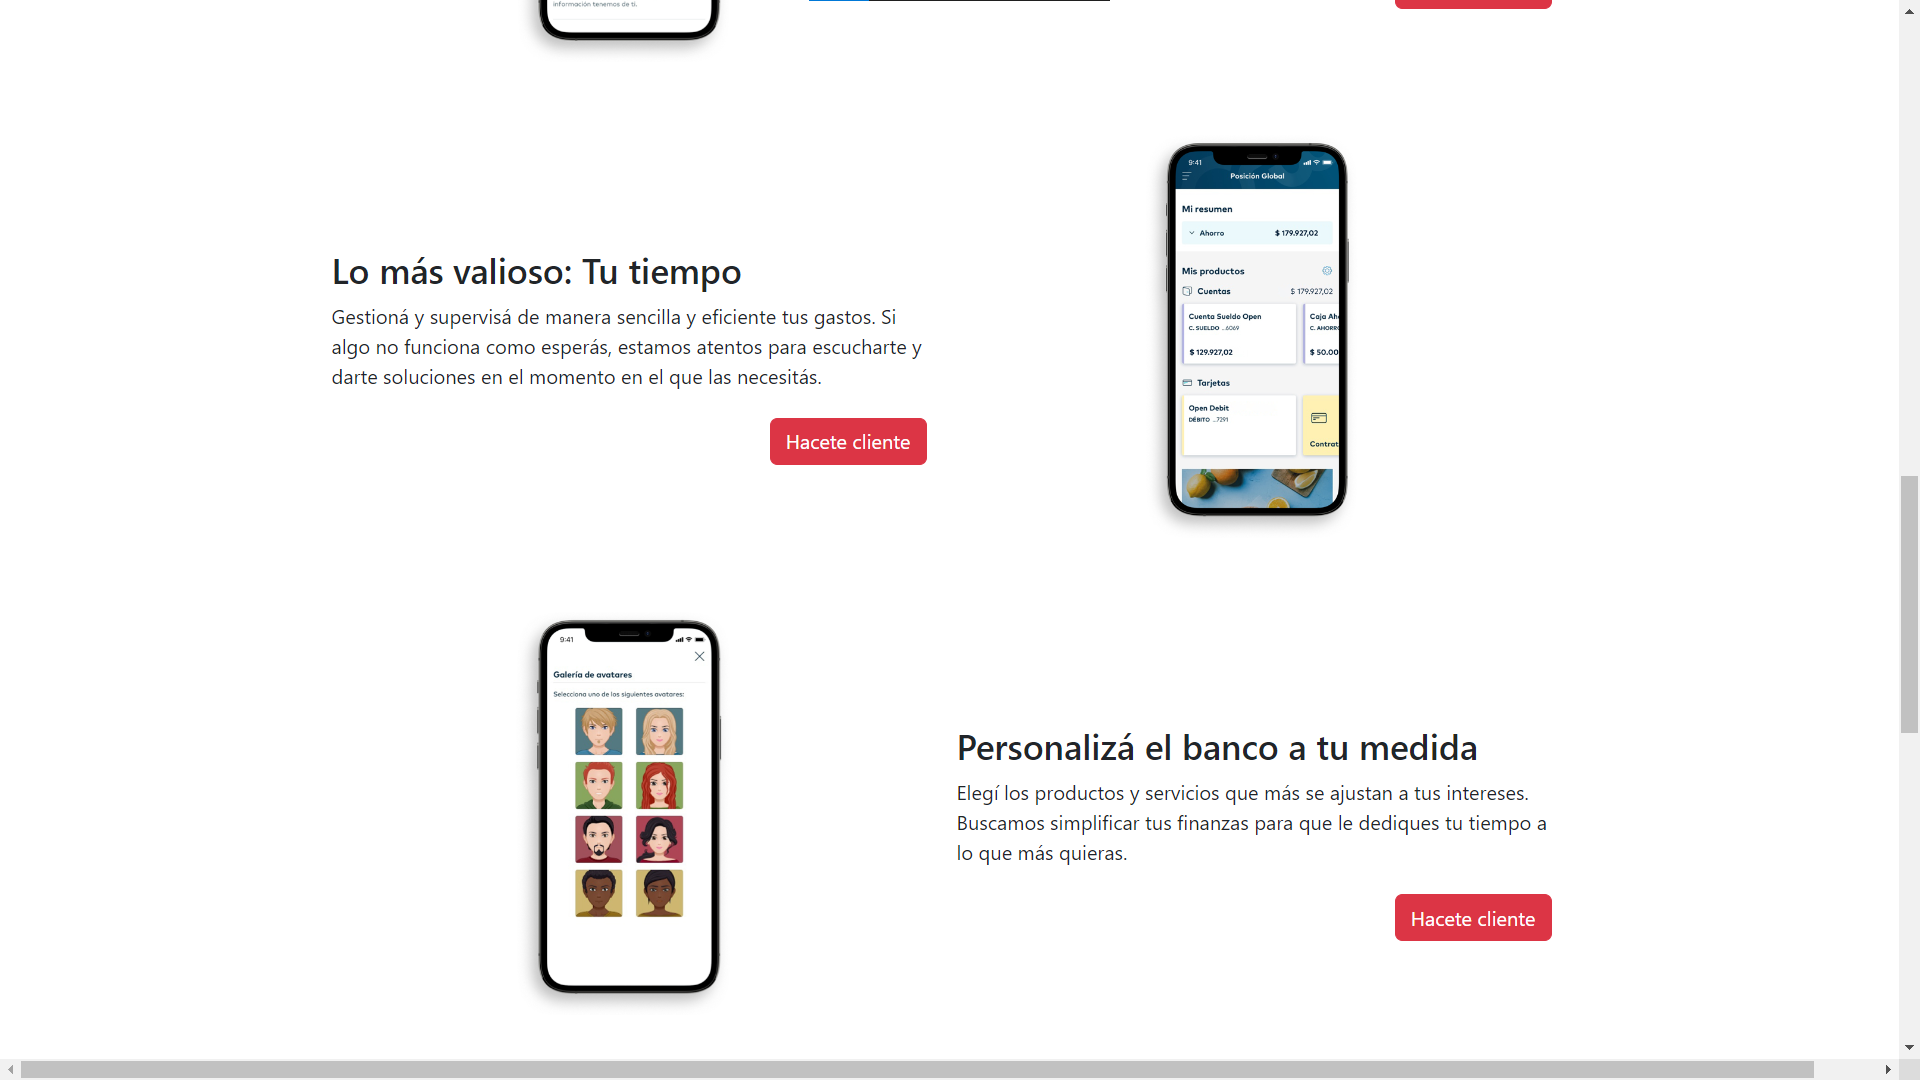 información tenemos de ti.
9:41
Posición Global
Mi resumen
Ahorro $ 179.927,02
Mis productos
Cuentas $ 179.927,02
Cuenta Sueldo Open
C. SUELDO ..6069
$ 129.927,02
Caja Ah
C. AHORR
$ 50.00
Tarjetas
Open Debit
DÉBITO ..7291
Contrat
Lo más valioso: Tu tiempo
Gestioná y supervisá de manera sencilla y eficiente tus gastos. Si
algo no funciona como esperás, estamos atentos para escucharte y
darte soluciones en el momento en el que las necesitás.
Hacete cliente
9:41
Galería de avatares
Selecciona uno de los siguientes avatares:
Personalizá el banco a tu medida
Elegí los productos y servicios que más se ajustan a tus intereses.
Buscamos simplificar tus finanzas para que le dediques tu tiempo a
lo que más quieras.
Hacete cliente